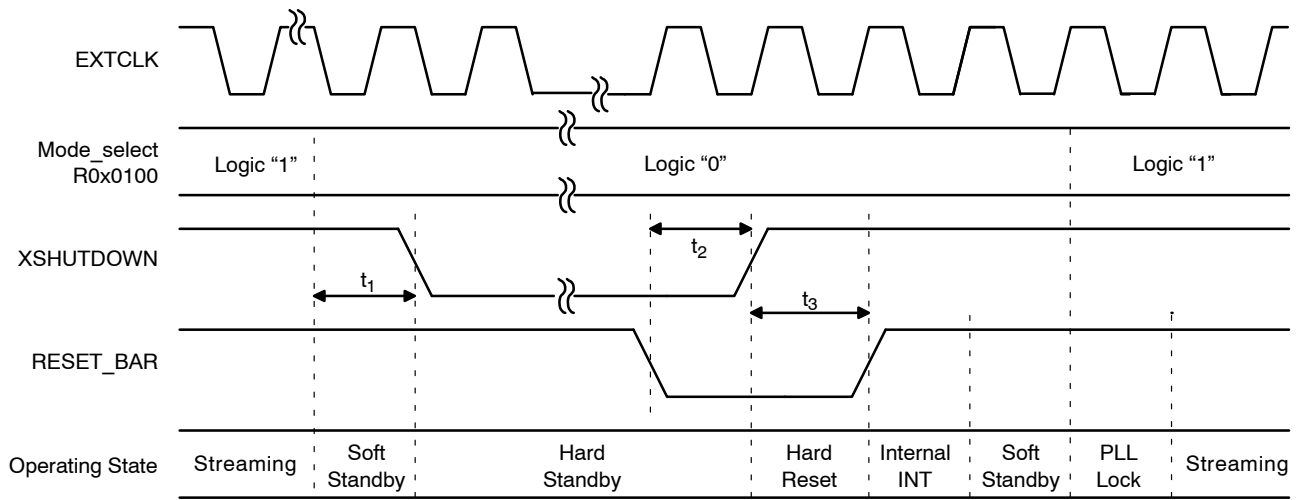 EXTCLK
Mode_select
R0x0100
Logic “1”
Logic “0”
Logic “1”
XSHUTDOWN
t1
t2
t3
RESET_BAR
Operating State
Streaming
Soft
Standby
Hard
Standby
Hard
Reset
Internal
INT
Soft
Standby
PLL
Lock
Streaming